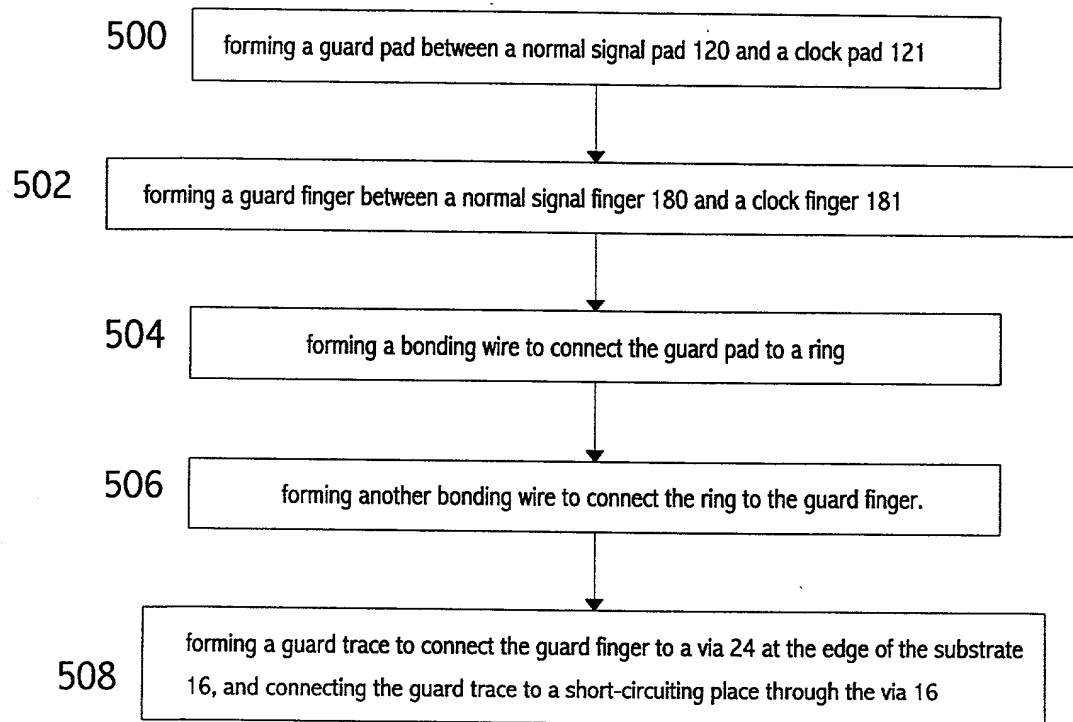 500
forming a guard pad between a normal signal pad 120 and a clock pad 121
502
forming a guard finger between a normal signal finger 180 and a clock finger 181
504
forming a bonding wire to connect the guard pad to a ring
506
forming another bonding wire to connect the ring to the guard finger.
508
forming a guard trace to connect the guard finger to a via 24 at the edge of the substrate
16, and connecting the guard trace to a short-circuiting place through the via 16